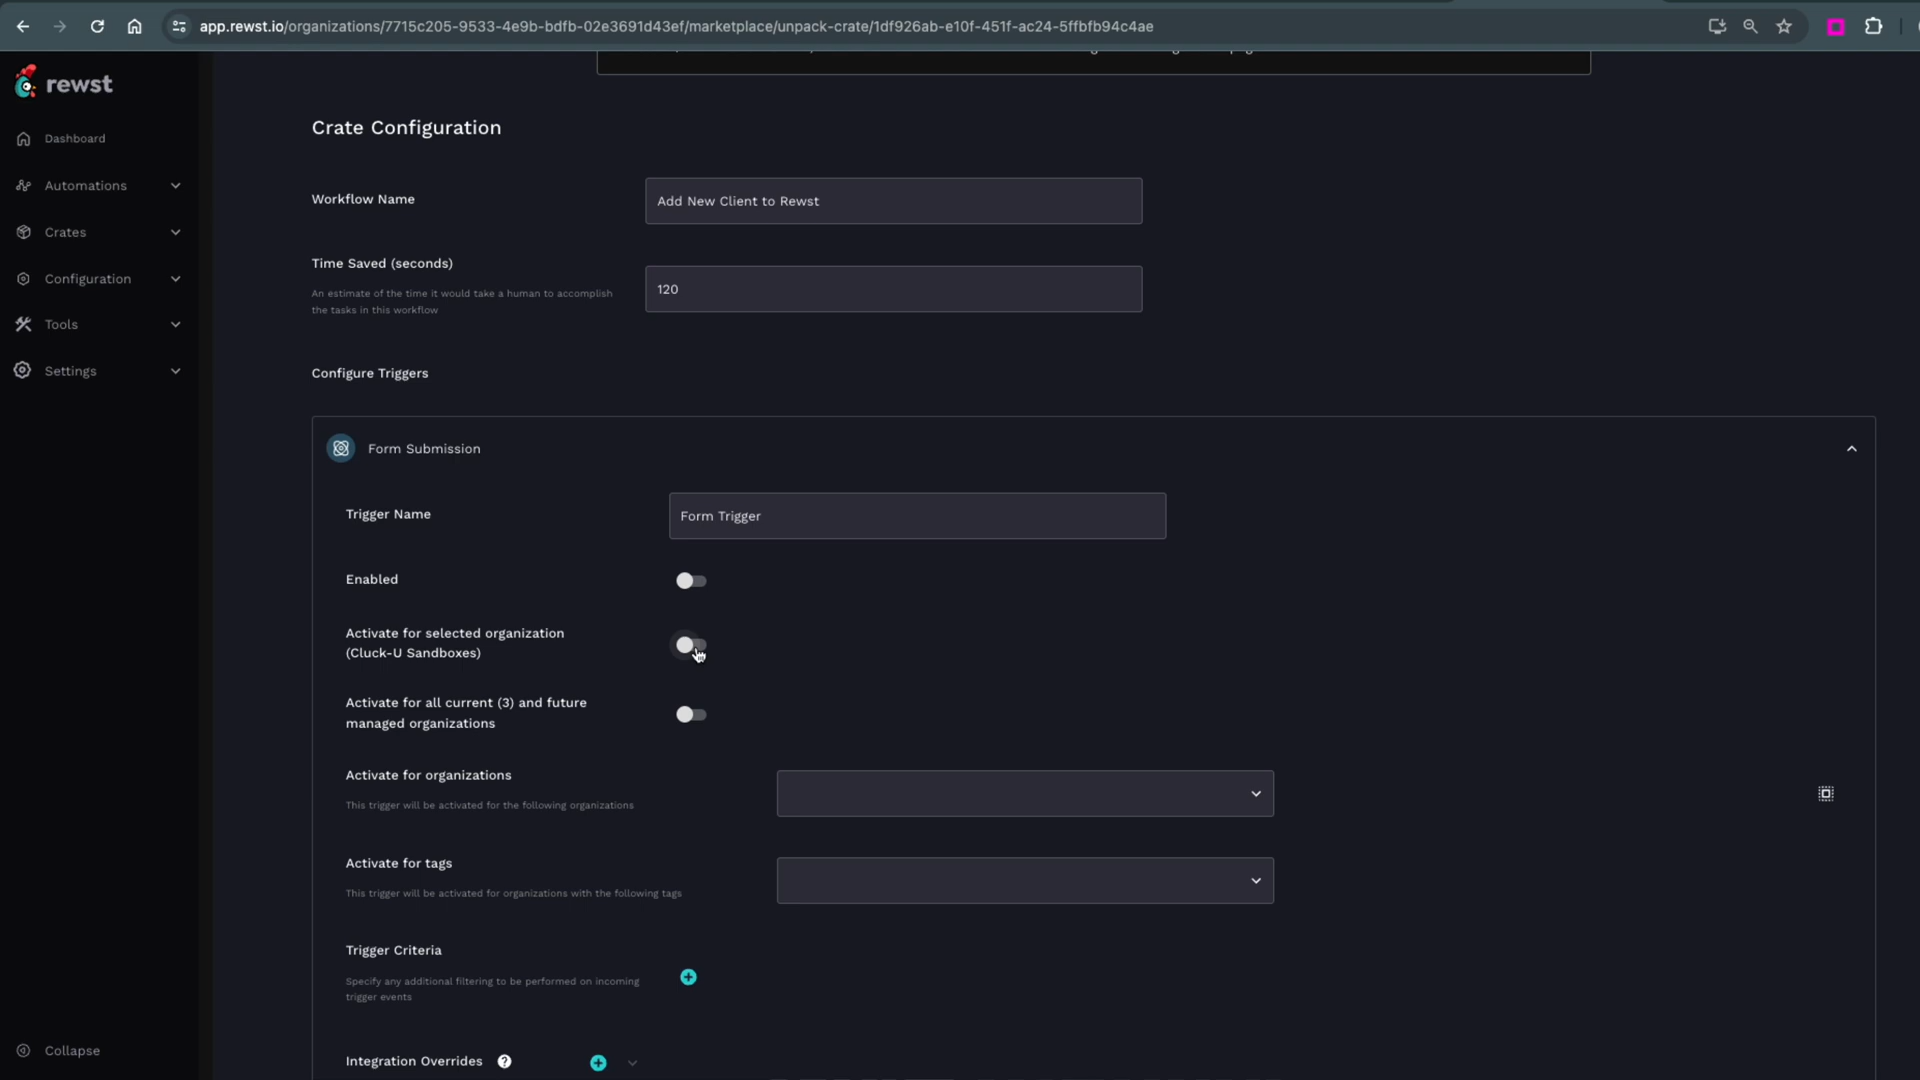 app.rewst.io/organizations/7715c205-9533-4e9b-bdfb-02e3691d43ef/marketplace/unpack-crate/1df926ab-e10f-451f-ac24-5ffbfb94c4ae
rewst
Dashboard
Automations
Crates
Configuration
Tools
Settings
Collapse
Crate Configuration
Workflow Name
Add New Client to Rewst
Time Saved (seconds)
An estimate of the time it would take a human to accomplish
the tasks in this workflow
120
Configure Triggers
Form Submission
Trigger Name
Form Trigger
Enabled
Activate for selected organization
(Cluck-U Sandboxes)
Activate for all current (3) and future
managed organizations
Activate for organizations
This trigger will be activated for the following organizations
Activate for tags
This trigger will be activated for organizations with the following tags
Trigger Criteria
Specify any additional filtering to be performed on incoming
trigger events
Integration Overrides